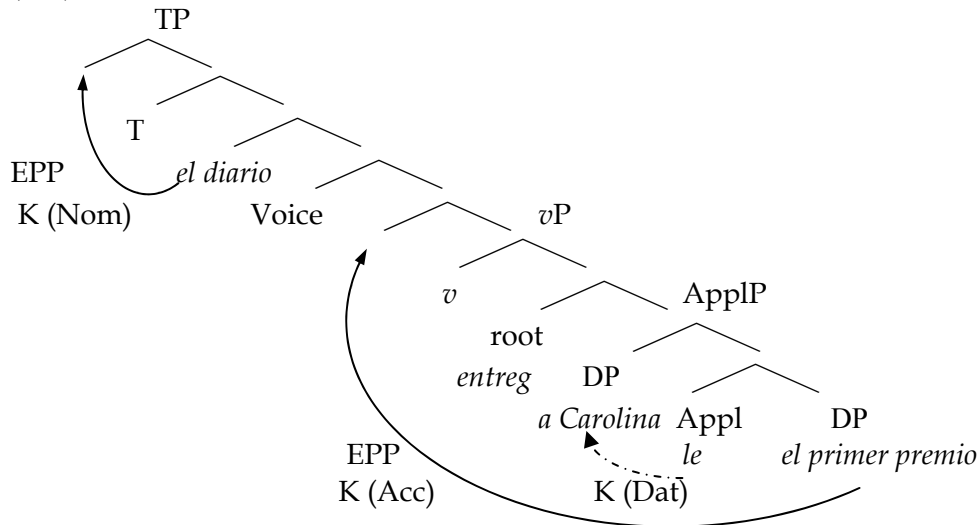 TP
T
EPP el diario
K (Nom) Voice vP
v ApplP
root
entreg DP
a Carolina Appl DP
EPP le el primer premio
K (Acc) K (Dat)